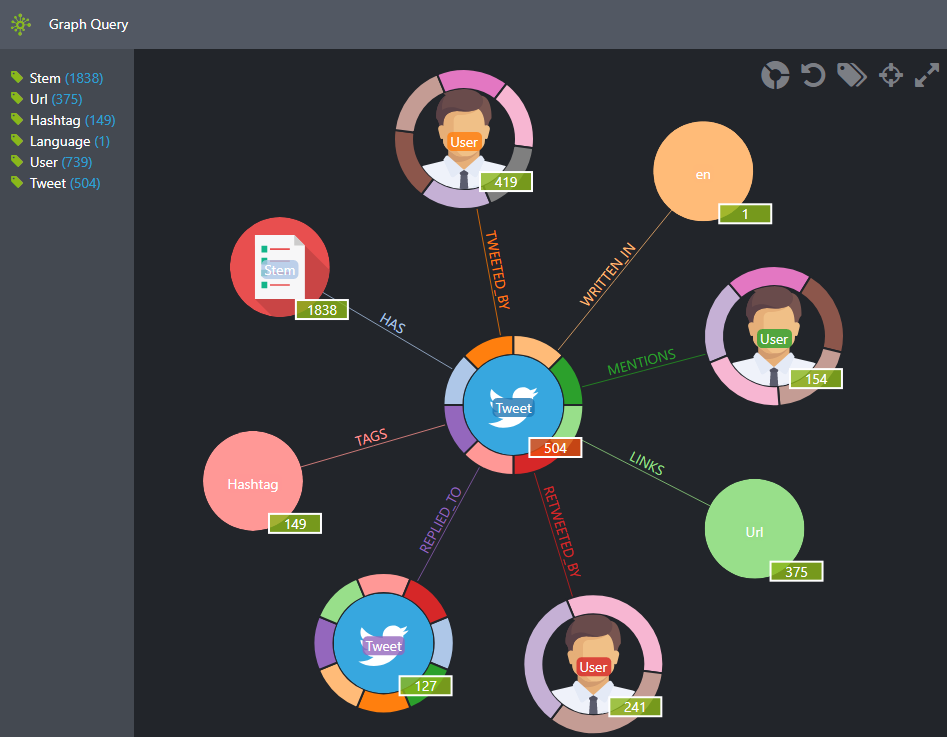 Graph Query
Stem (1838)
Url (375)
Hashtag (149)
Language (1)
User (739)
Tweet (504)
User
419
en
1
Stem
1838
TWEETED_BY
WRITTEN_IN
HAS
User
154
MENTIONS
Tweet
504
TAGS
LINKS
Hashtag
149
REPLIED_TO
RETWEETED_BY
Url
375
Tweet
127
User
241